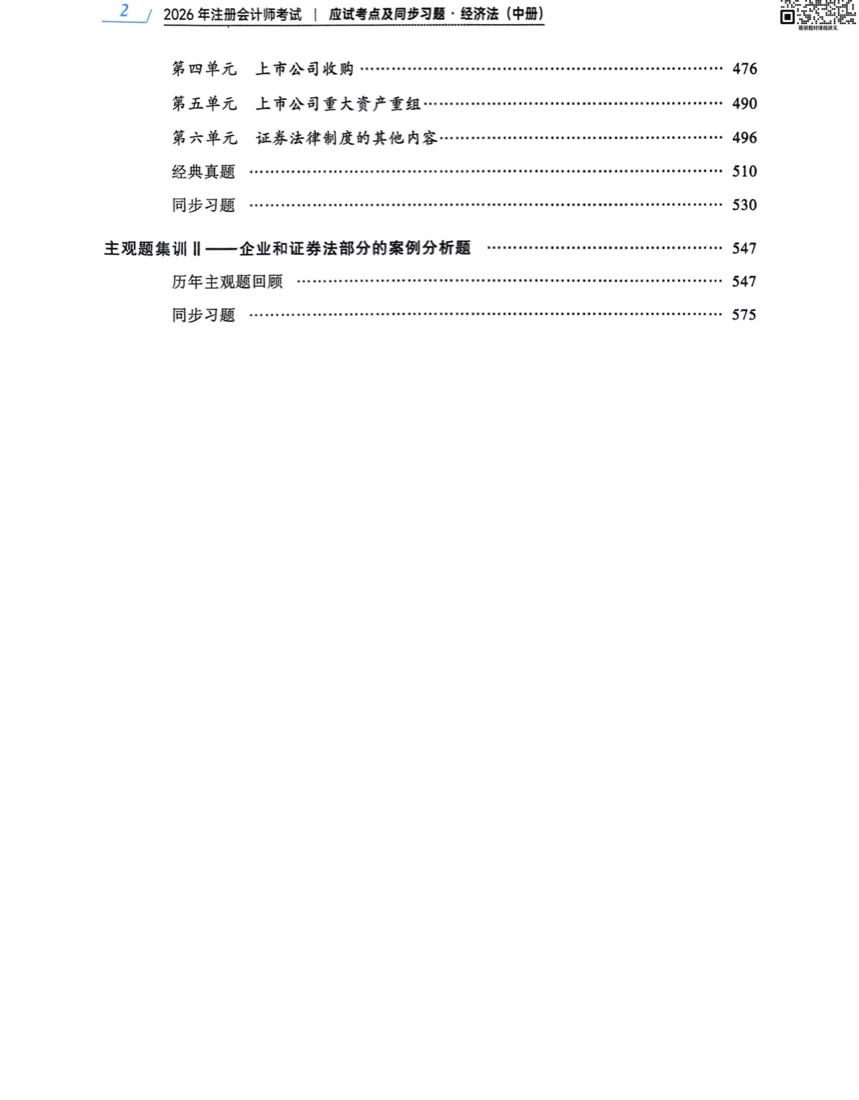 2 2026 年注册会计师考试 | 应试考点及同步习题·经济法（中册）
第四单元 上市公司收购 …… 476
第五单元 上市公司重大资产重组 …… 490
第六单元 证券法律制度的其他内容 …… 496
经典真题 …… 510
同步习题 …… 530
主观题集训Ⅱ——企业和证券法部分的案例分析题 …… 547
历年主观题回顾 …… 547
同步习题 …… 575